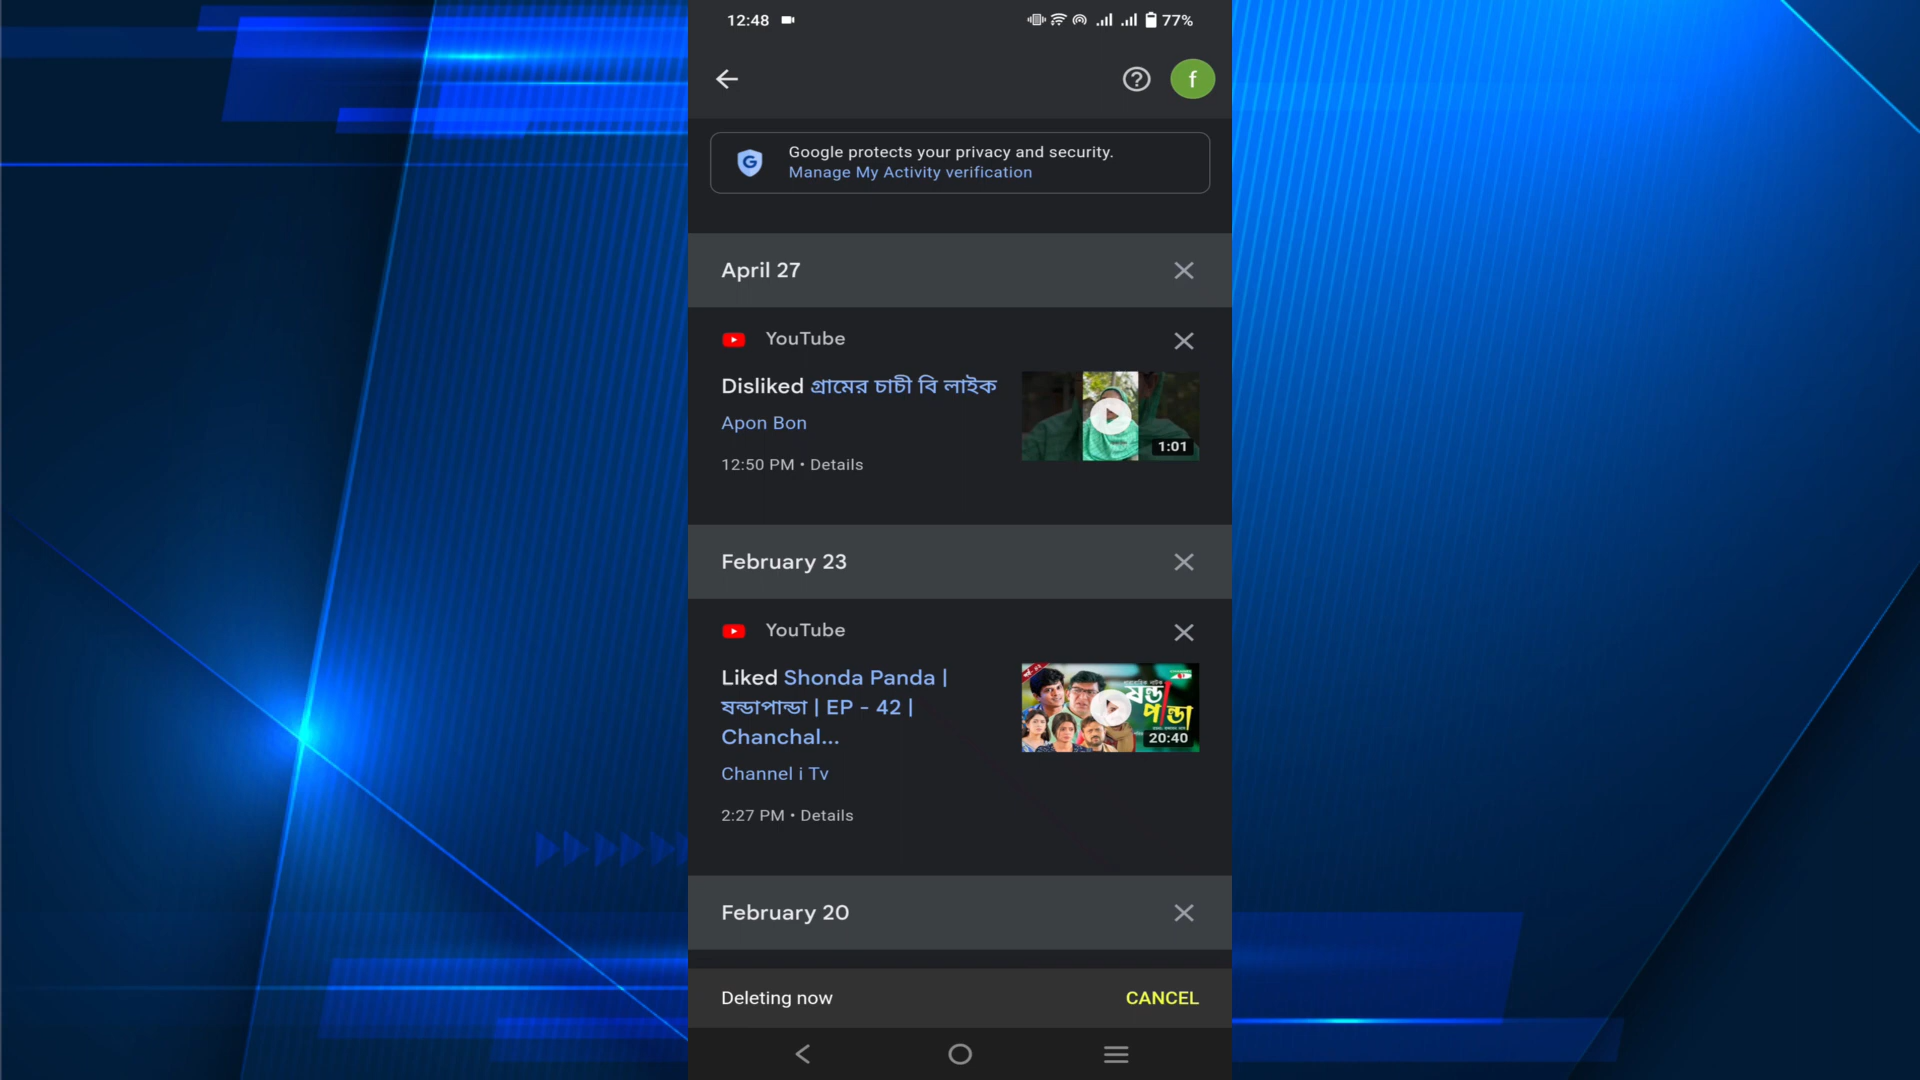 12:48
77%
f
Google protects your privacy and security.
Manage My Activity verification
April 27
YouTube
Disliked গ্রামের চাচী বি লাইক
Apon Bon
12:50 PM • Details
1:01
February 23
YouTube
Liked Shonda Panda |
ষন্ডাপান্ডা | EP - 42 |
Chanchal...
Channel i Tv
2:27 PM • Details
ষন্ডা
পান্ডা
20:40
February 20
Deleting now
CANCEL